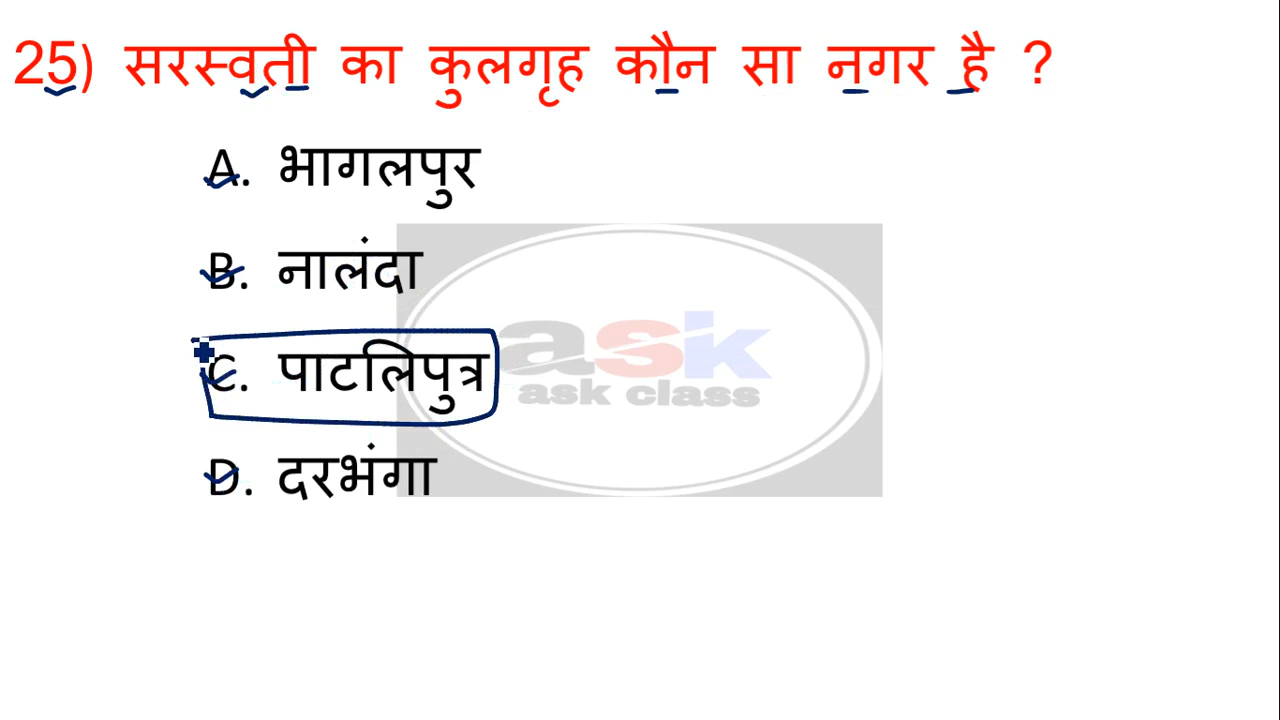 25) सरस्वती का कुलगृह कौन सा नगर है ?
A. भागलपुर
B. नालंदा
C. पाटलिपुत्र
D. दरभंगा
ask
ask class